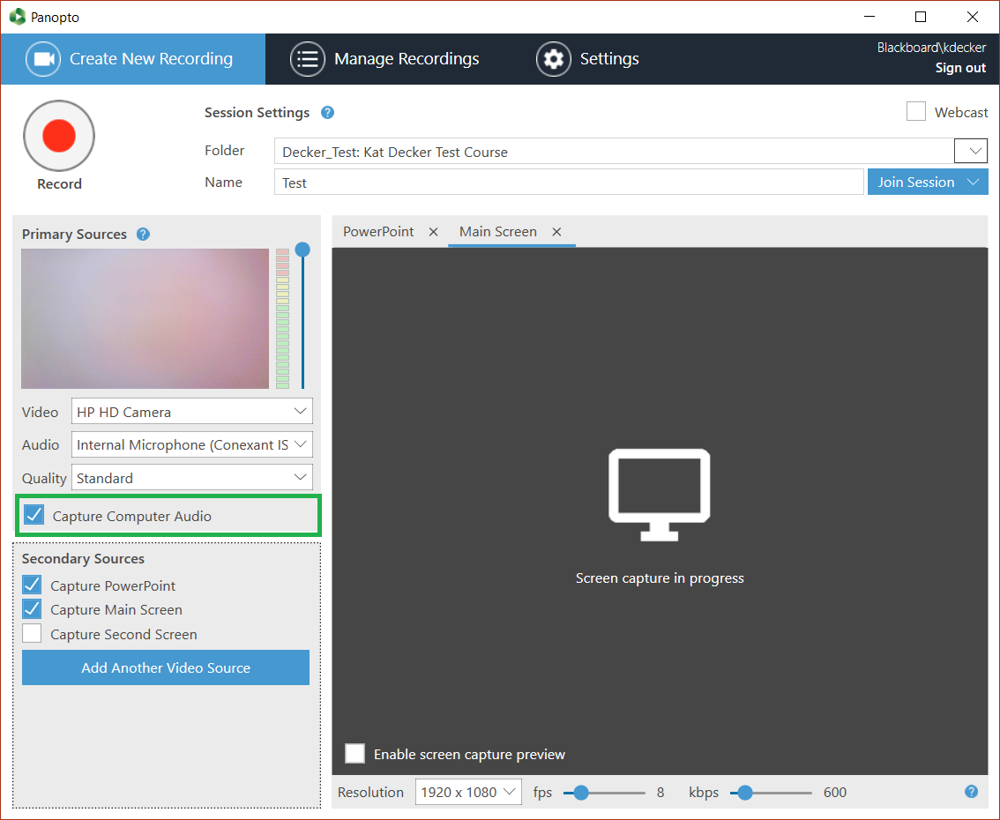 Panopto
Create New Recording
Manage Recordings
Settings
Blackboard\kdecker
Sign out
Record
Session Settings ?
Webcast
Folder
Decker_Test: Kat Decker Test Course
Name
Test
Join Session
Primary Sources ?
Video
HP HD Camera
Audio
Internal Microphone (Conexant IS
Quality
Standard
Capture Computer Audio
Secondary Sources
Capture PowerPoint
Capture Main Screen
Capture Second Screen
Add Another Video Source
PowerPoint
Main Screen
Screen capture in progress
Enable screen capture preview
Resolution 1920 x 1080 fps 8 kbps 600 ?